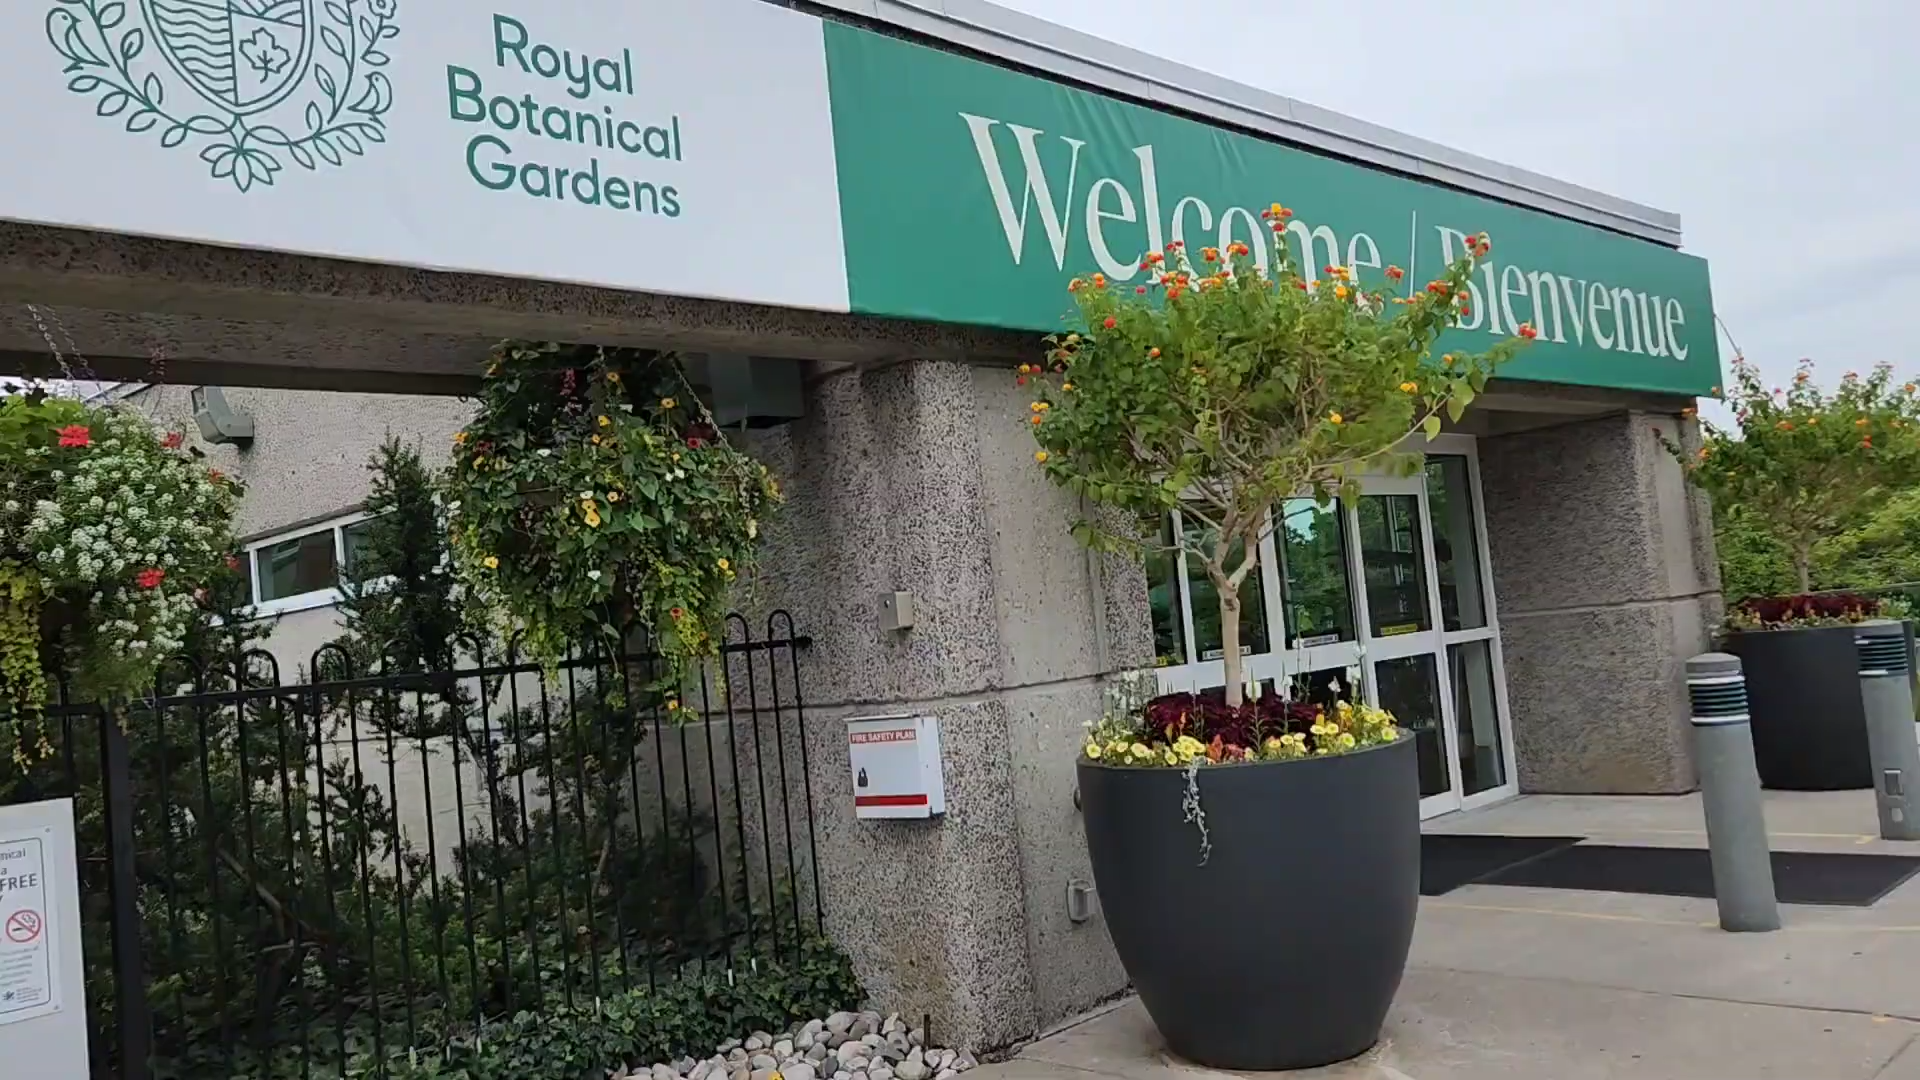 Royal
Botanical
Gardens
Welcome / Bienvenue
FIRE SAFETY PLAN
FREE